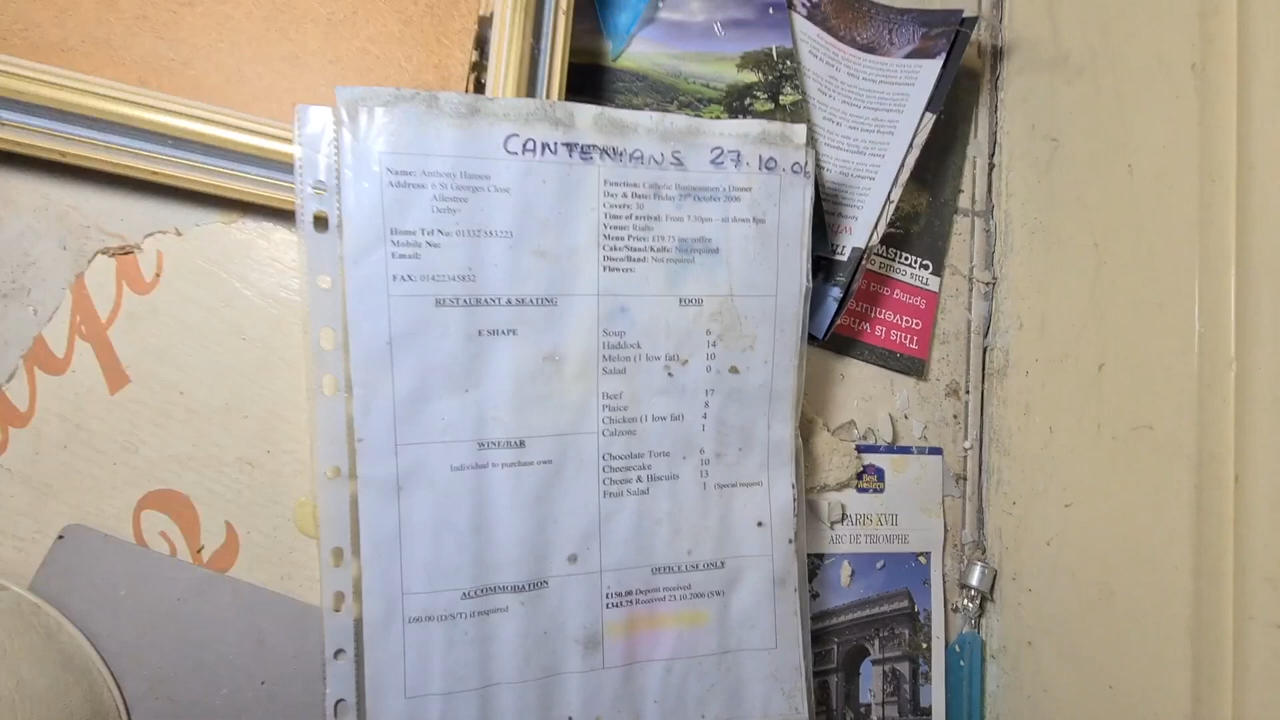 CANTENIANS 27.10.06
Name: Anthony Hanson
Address: 6 St Georges Close
Allestree
Derby
Home Tel No: 01332 553223
Mobile No:
Email:
FAX: 01422345832
Function: Catholic Businessmen's Dinner
Day & Date: Friday 27th October 2006
Covers: 30
Time of arrival: From 7.30pm – sit down 8pm
Venue: Rialto
Menu Price: £19.75 inc coffee
Cake/Stand/Knife: Not required
Disco/Band: Not required
Flowers:
RESTAURANT & SEATING
E SHAPE
FOOD
Soup 6
Haddock 14
Melon (1 low fat) 10
Salad 0
Beef 17
Plaice 8
Chicken (1 low fat) 4
Calzone 1
Chocolate Torte 6
Cheesecake 10
Cheese & Biscuits 13
Fruit Salad 1 (Special request)
WINE/BAR
Individual to purchase own
ACCOMMODATION
£60.00 (D/S/T) if required
OFFICE USE ONLY
£150.00 Deposit received
£343.75 Received 23.10.2006 (SW)
This is whe
adventure
Spring and S
This could o
Chatsw
Best
Western
PARIS XVII
ARC DE TRIOMPHE